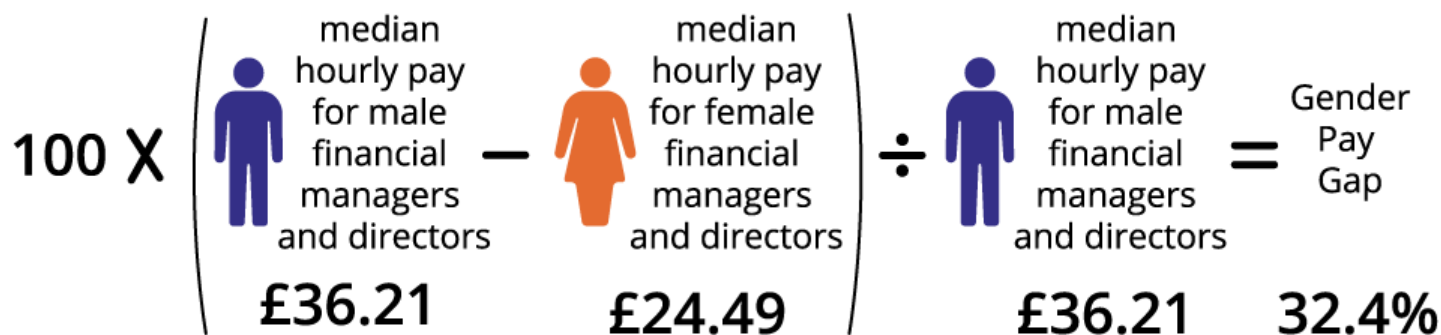 100 X
(
median
hourly pay
for male
financial
managers
and directors
£36.21
−
median
hourly pay
for female
financial
managers
and directors
£24.49
)
÷
median
hourly pay
for male
financial
managers
and directors
£36.21
=
Gender
Pay
Gap
32.4%